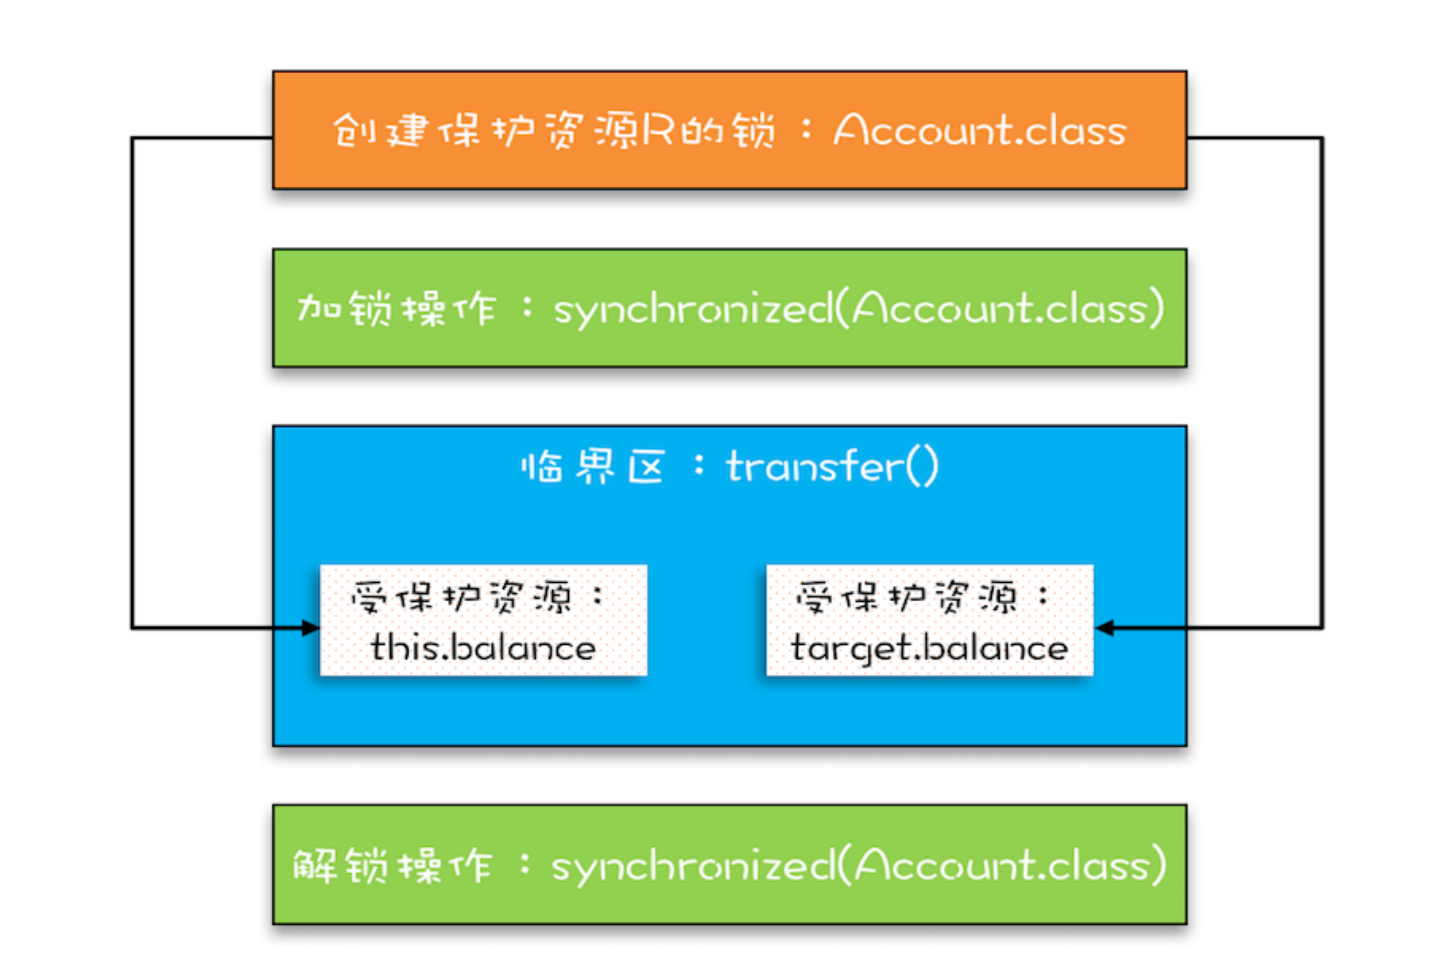 创建保护资源R的锁：Account.class
加锁操作：synchronized(Account.class)
临界区：transfer()
受保护资源：
this.balance
受保护资源：
target.balance
解锁操作：synchronized(Account.class)